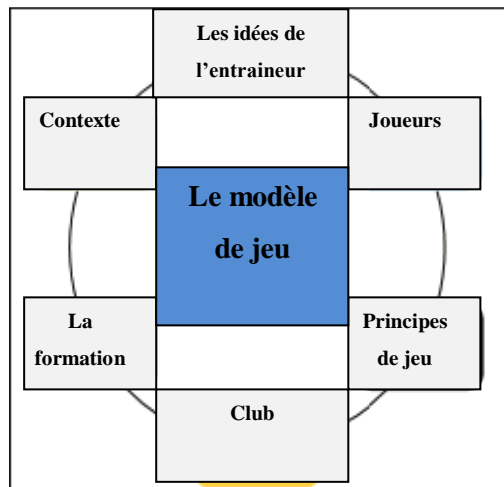 Les idées de
l’entraineur
Contexte
Joueurs
Le modèle
de jeu
La
formation
Principes
de jeu
Club